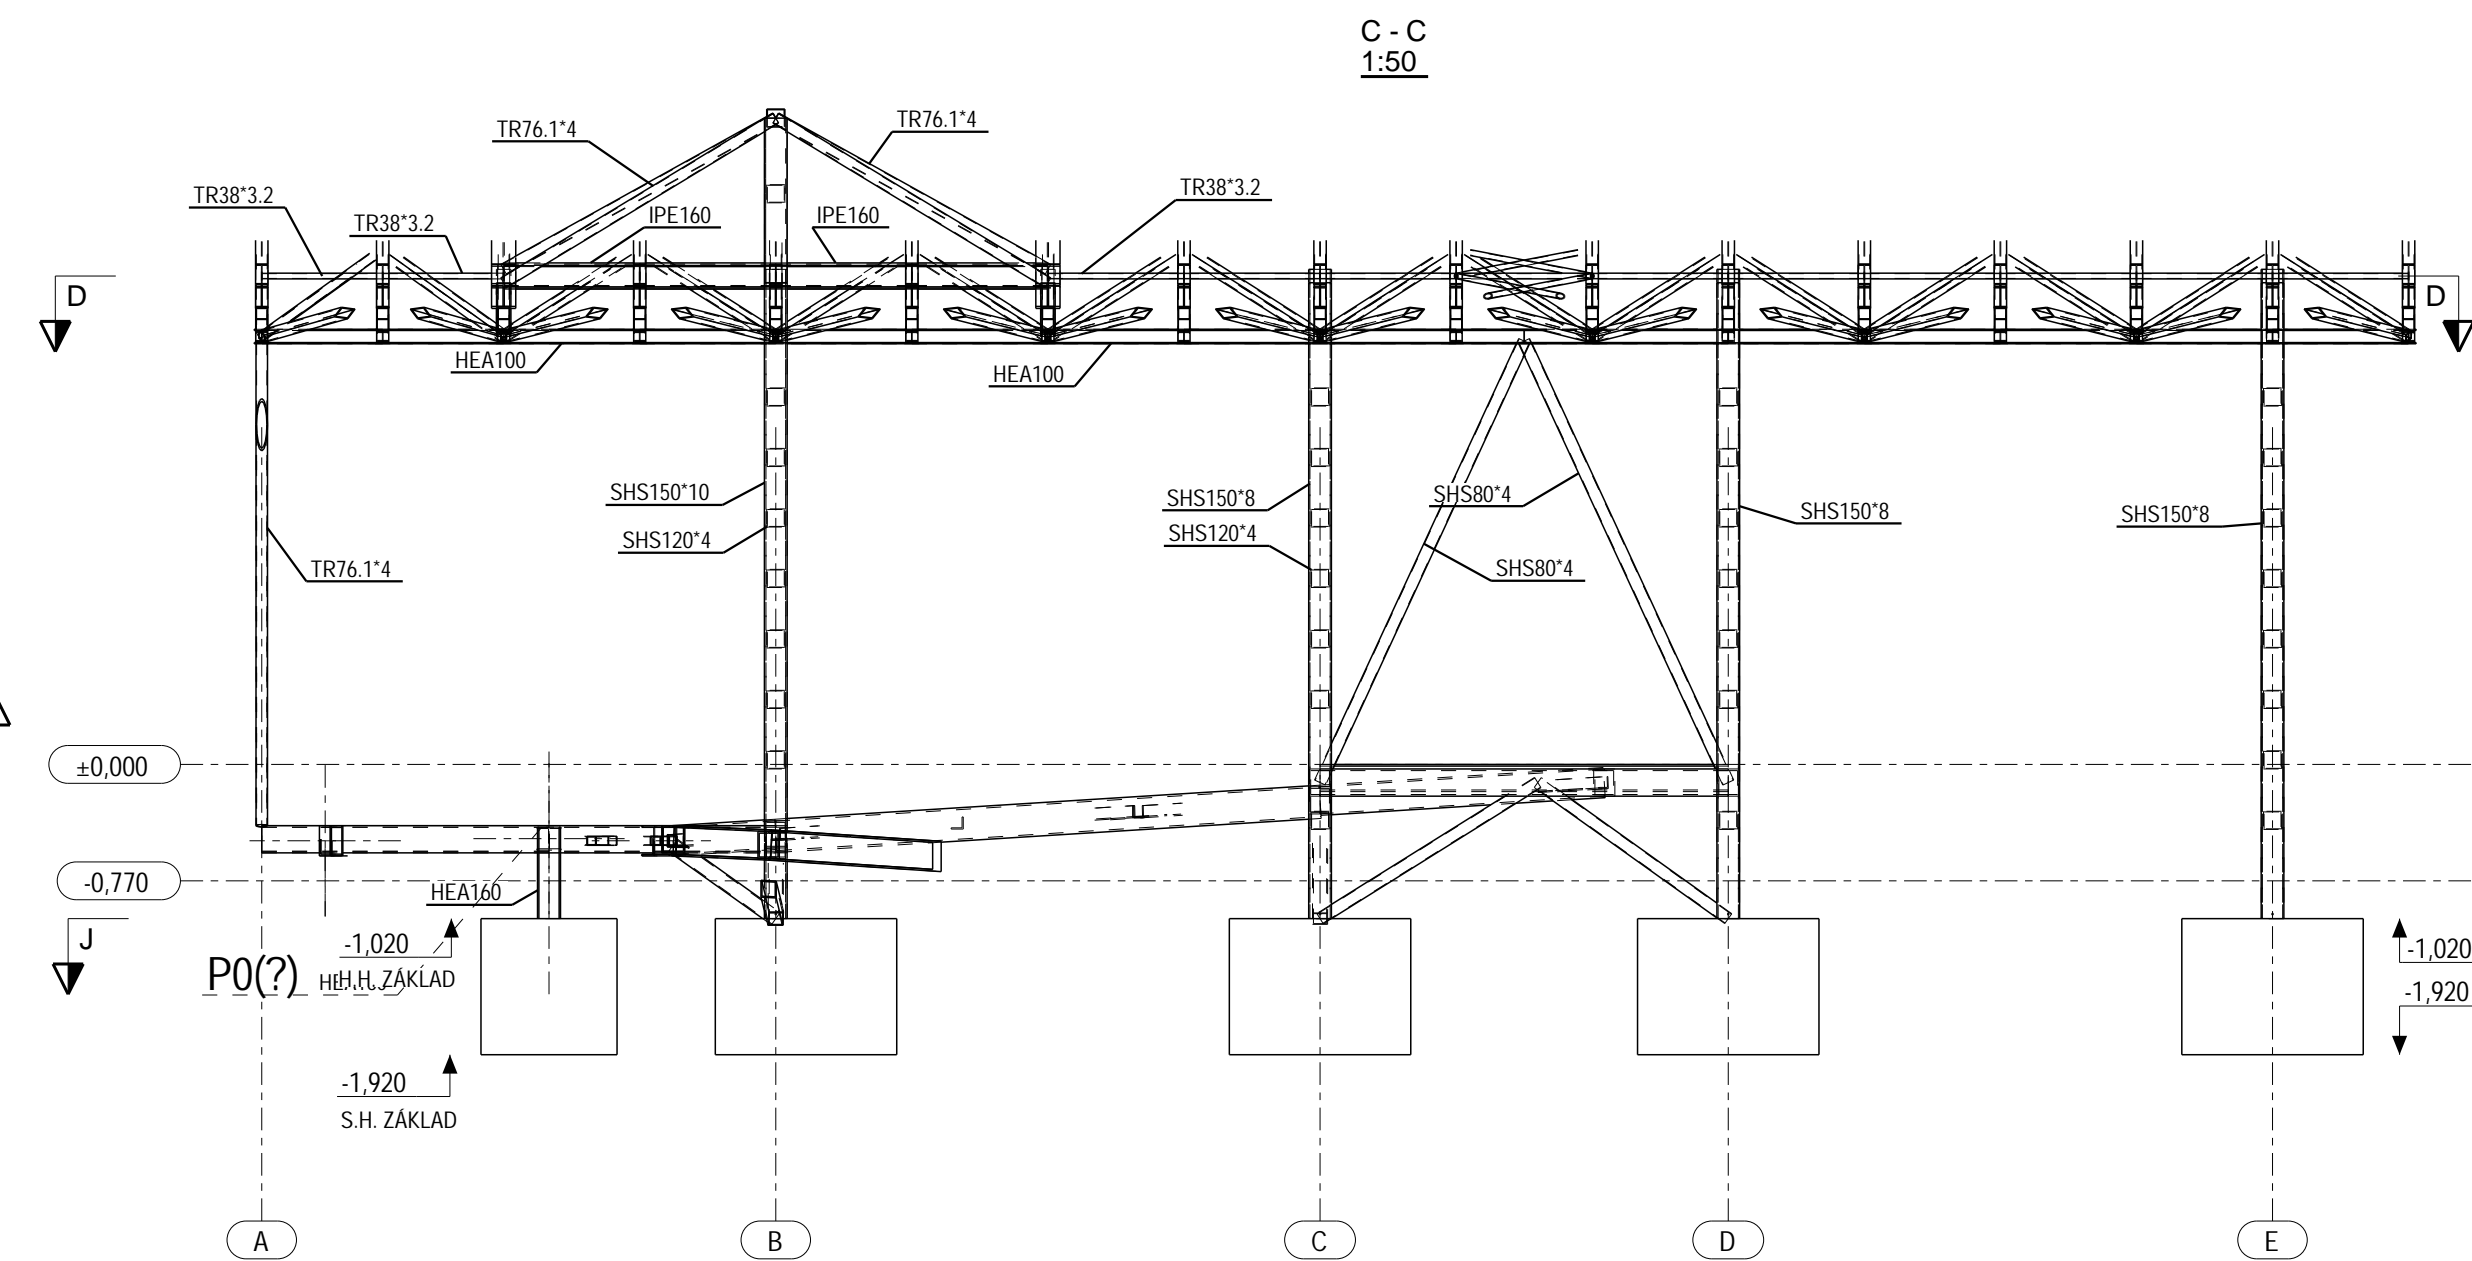 C - C
1:50
TR76.1*4
TR76.1*4
TR38*3.2
TR38*3.2
TR38*3.2
IPE160
IPE160
D
D
HEA100
HEA100
SHS150*10
SHS150*8
SHS80*4
SHS150*8
SHS150*8
SHS120*4
SHS120*4
TR76.1*4
SHS80*4
±0,000
-0,770
HEA160
J
-1,020
H.H. ZÁKLAD
P0(?)
-1,020
-1,920
-1,920
S.H. ZÁKLAD
A
B
C
D
E